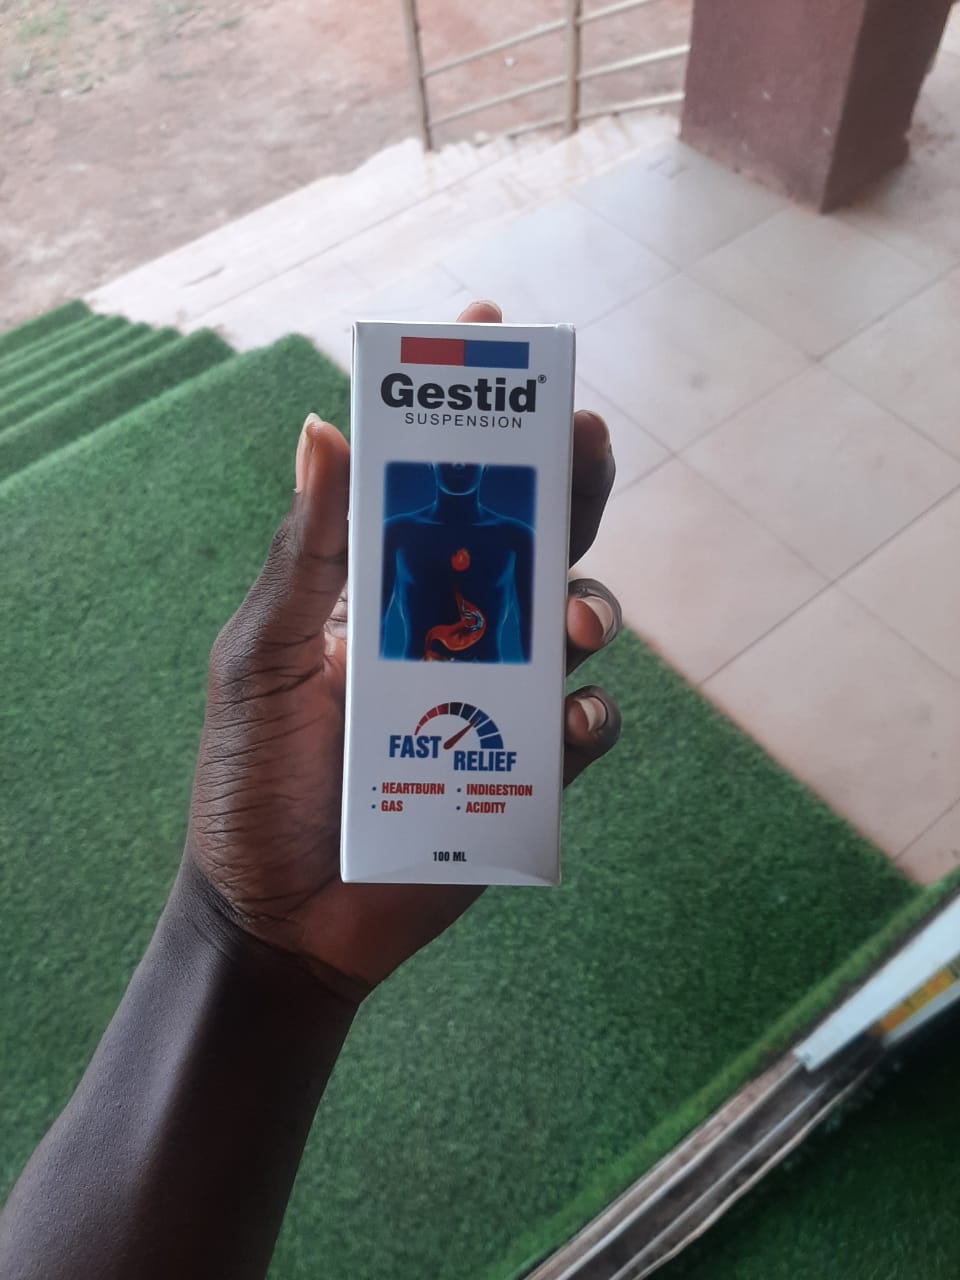 Gestid®
SUSPENSION
FAST RELIEF
• HEARTBURN • INDIGESTION
• GAS • ACIDITY
100 ML